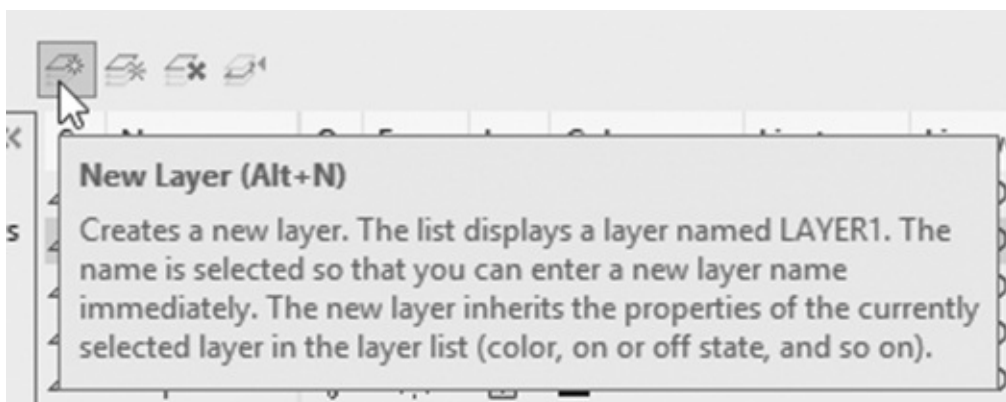 New Layer (Alt+N)
Creates a new layer. The list displays a layer named LAYER1. The
name is selected so that you can enter a new layer name
immediately. The new layer inherits the properties of the currently
selected layer in the layer list (color, on or off state, and so on).
s